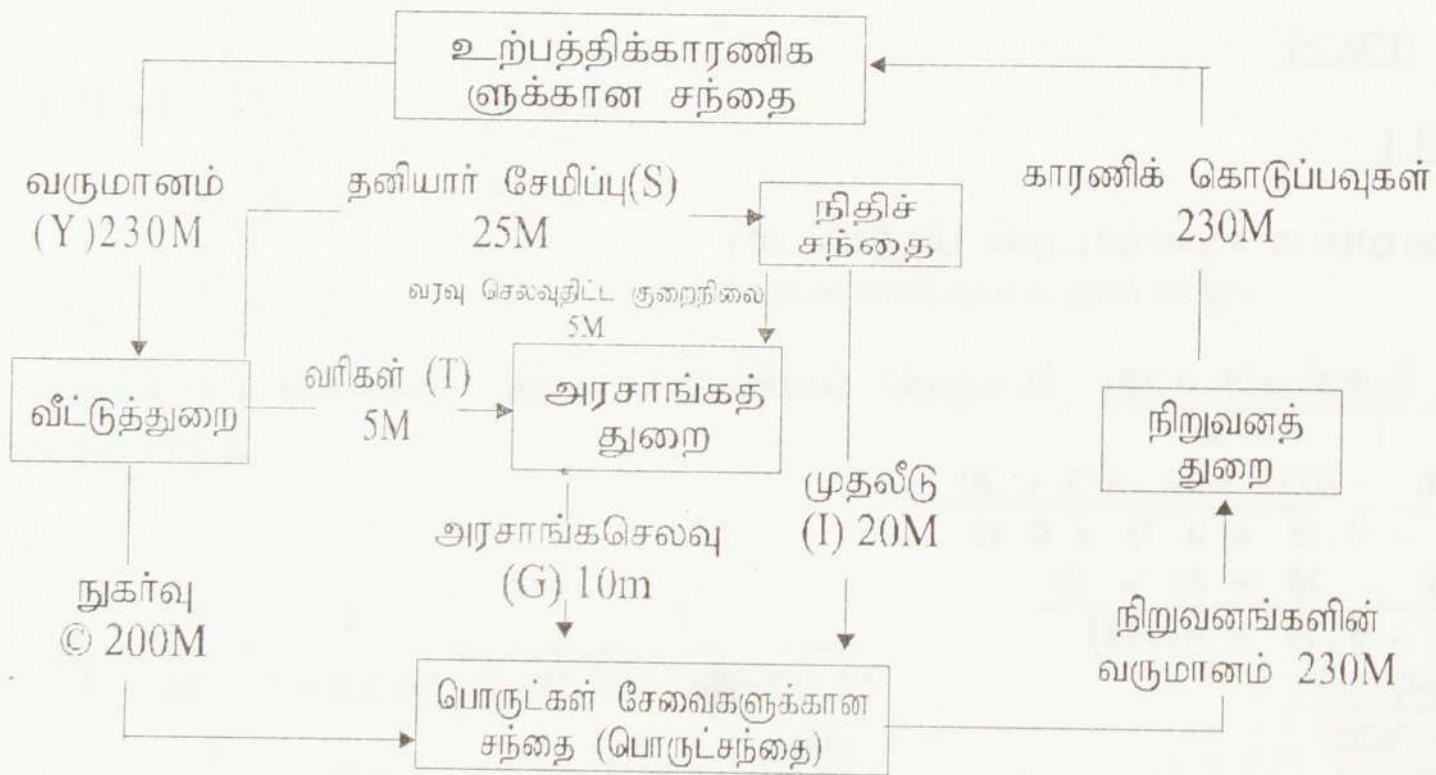 உற்பத்திக்காரணிக
ளுக்கான சந்தை
வருமானம்
(Y)230M
தனியார் சேமிப்பு(S)
25M
நிதிச்
சந்தை
காரணிக் கொடுப்பவுகள்
230M
வரவு செலவுதிட்ட குறைநிலை
5M
வீட்டுத்துறை
வரிகள் (T)
5M
அரசாங்கத்
துறை
நிறுவனத்
துறை
முதலீடு
(I) 20M
அரசாங்கசெலவு
(G) 10m
நுகர்வு
© 200M
நிறுவனங்களின்
வருமானம் 230M
பொருட்கள் சேவைகளுக்கான
சந்தை (பொருட்சந்தை)